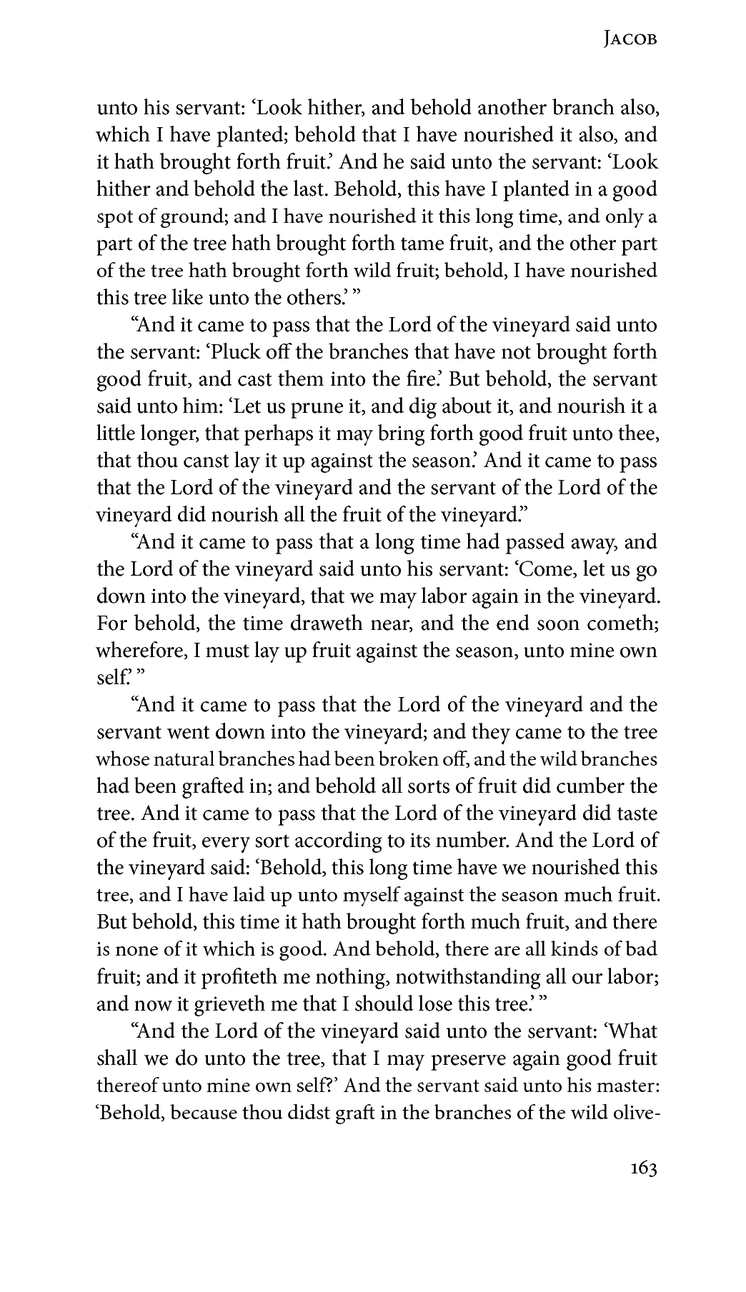 Jacob
unto his servant: ‘Look hither, and behold another branch also,
which I have planted; behold that I have nourished it also, and
it hath brought forth fruit.’ And he said unto the servant: ‘Look
hither and behold the last. Behold, this have I planted in a good
spot of ground; and I have nourished it this long time, and only a
part of the tree hath brought forth tame fruit, and the other part
of the tree hath brought forth wild fruit; behold, I have nourished
this tree like unto the others.’ ”
“And it came to pass that the Lord of the vineyard said unto
the servant: ‘Pluck off the branches that have not brought forth
good fruit, and cast them into the fire.’ But behold, the servant
said unto him: ‘Let us prune it, and dig about it, and nourish it a
little longer, that perhaps it may bring forth good fruit unto thee,
that thou canst lay it up against the season.’ And it came to pass
that the Lord of the vineyard and the servant of the Lord of the
vineyard did nourish all the fruit of the vineyard.”
“And it came to pass that a long time had passed away, and
the Lord of the vineyard said unto his servant: ‘Come, let us go
down into the vineyard, that we may labor again in the vineyard.
For behold, the time draweth near, and the end soon cometh;
wherefore, I must lay up fruit against the season, unto mine own
self.’ ”
“And it came to pass that the Lord of the vineyard and the
servant went down into the vineyard; and they came to the tree
whose natural branches had been broken off, and the wild branches
had been grafted in; and behold all sorts of fruit did cumber the
tree. And it came to pass that the Lord of the vineyard did taste
of the fruit, every sort according to its number. And the Lord of
the vineyard said: ‘Behold, this long time have we nourished this
tree, and I have laid up unto myself against the season much fruit.
But behold, this time it hath brought forth much fruit, and there
is none of it which is good. And behold, there are all kinds of bad
fruit; and it profiteth me nothing, notwithstanding all our labor;
and now it grieveth me that I should lose this tree.’ ”
“And the Lord of the vineyard said unto the servant: ‘What
shall we do unto the tree, that I may preserve again good fruit
thereof unto mine own self?’ And the servant said unto his master:
‘Behold, because thou didst graft in the branches of the wild olive-
163